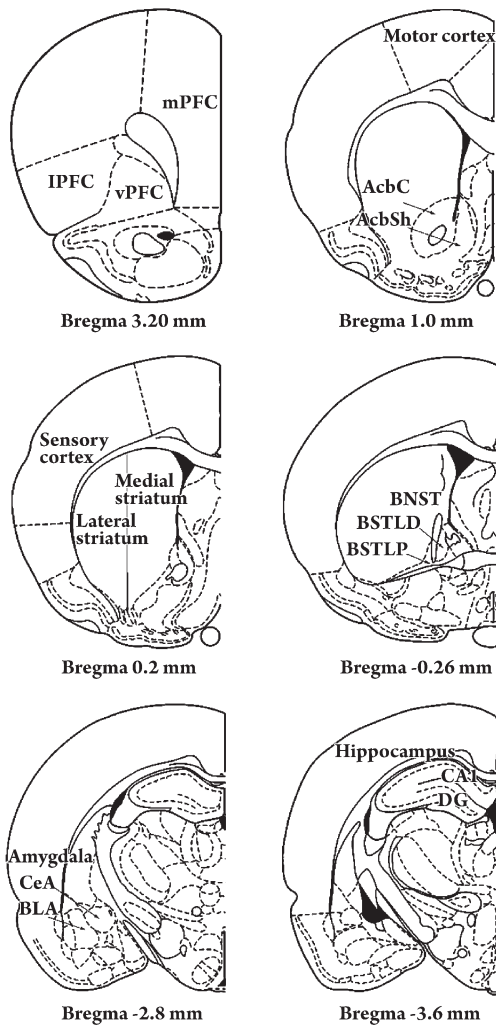 mPFC
lPFC
vPFC
Bregma 3.20 mm
Motor cortex
AcbC
AcbSh
Bregma 1.0 mm
Sensory
cortex
Medial
striatum
Lateral
striatum
Bregma 0.2 mm
BNST
BSTLD
BSTLP
Bregma -0.26 mm
Amygdala
CeA
BLA
Bregma -2.8 mm
Hippocampus
CA1
DG
Bregma -3.6 mm